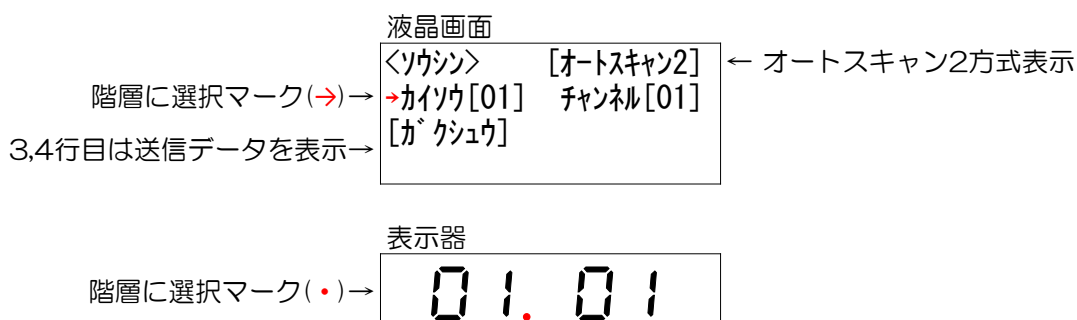 液晶画面
<ソウシン> [オートスキャン2] ← オートスキャン2方式表示
階層に選択マーク(→)→ →カイソウ[01] チャンネル[01]
3,4行目は送信データを表示→ [ガクシュウ]
表示器
階層に選択マーク(・)→ 01. 01